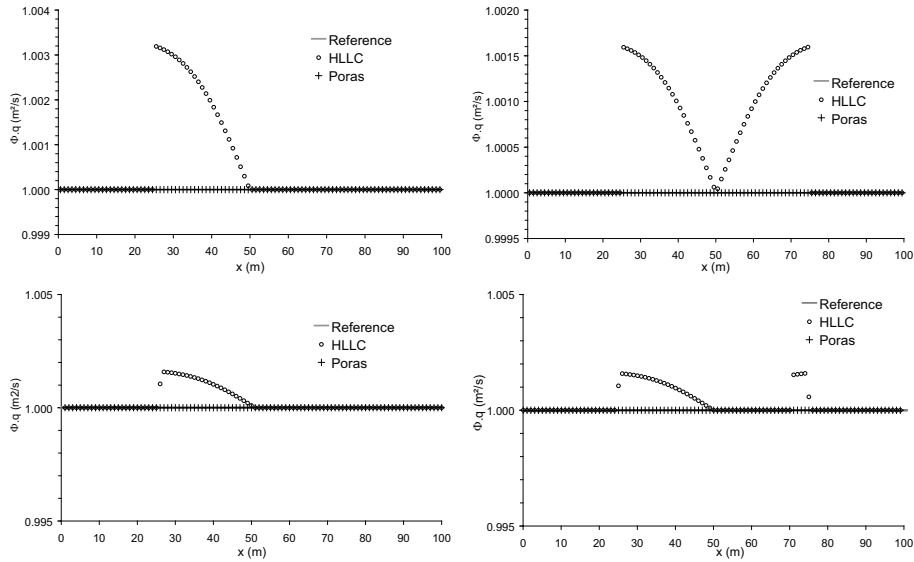 1.004
1.003
1.002
1.001
1.000
0.999
Φ.q (m²/s)
Reference
HLLC
Poras
0 10 20 30 40 50 60 70 80 90 100
x (m)
1.0020
1.0015
1.0010
1.0005
1.0000
0.9995
Φ.q (m²/s)
Reference
HLLC
Poras
0 10 20 30 40 50 60 70 80 90 100
x (m)
1.005
1.000
0.995
Φ.q (m2/s)
Reference
HLLC
Poras
0 10 20 30 40 50 60 70 80 90 100
x (m)
1.005
1.000
0.995
Φ.q (m²/s)
Reference
HLLC
Poras
0 10 20 30 40 50 60 70 80 90 100
x (m)